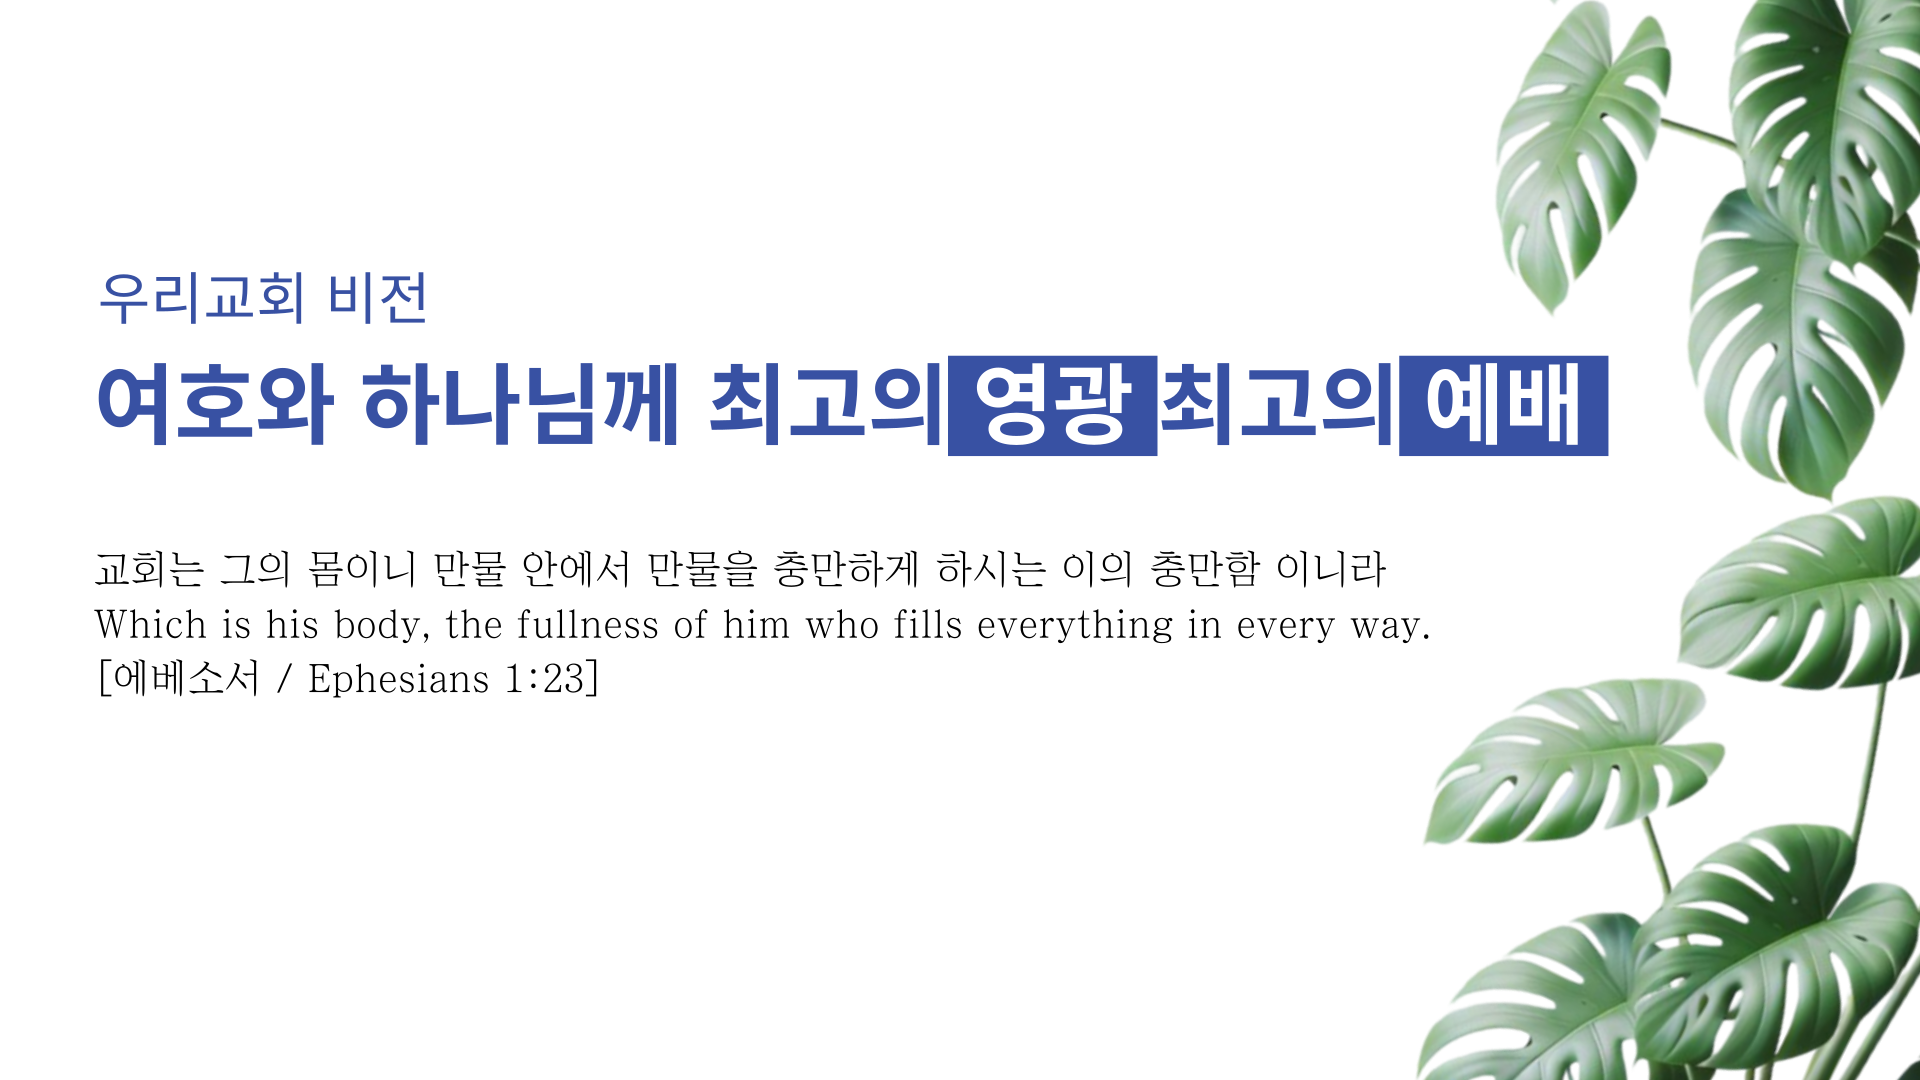 우리교회 비전
여호와 하나님께 최고의 영광 최고의 예배
교회는 그의 몸이니 만물 안에서 만물을 충만하게 하시는 이의 충만함 이니라
Which is his body, the fullness of him who fills everything in every way.
[에베소서 / Ephesians 1:23]